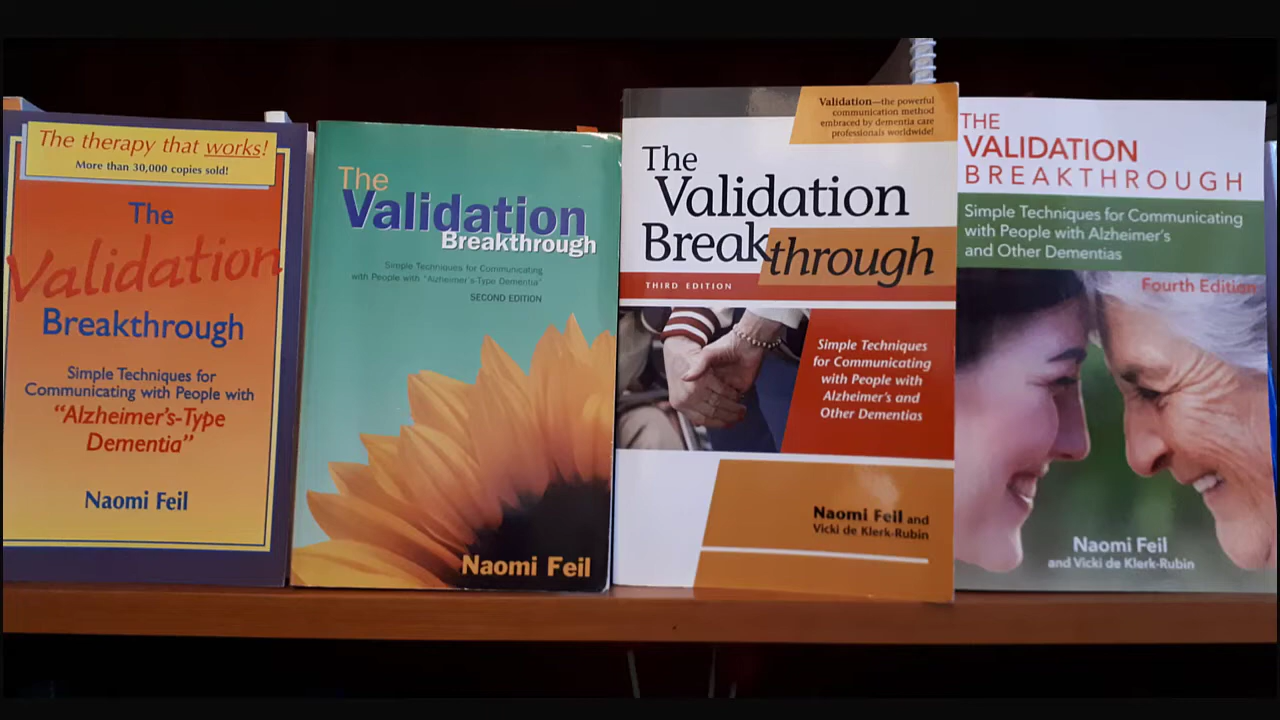 The therapy that works!
More than 30,000 copies sold!
The
Validation
Breakthrough
Simple Techniques for
Communicating with People with
“Alzheimer’s-Type
Dementia”
Naomi Feil
The
Validation
Breakthrough
Simple Techniques for Communicating
with People with “Alzheimer’s-Type Dementia”
SECOND EDITION
Naomi Feil
Validation—the powerful
communication method
embraced by dementia care
professionals worldwide!
The
Validation
Breakthrough
THIRD EDITION
Simple Techniques
for Communicating
with People with
Alzheimer’s and
Other Dementias
Naomi Feil and
Vicki de Klerk-Rubin
THE
VALIDATION
BREAKTHROUGH
Simple Techniques for Communicating
with People with Alzheimer’s
and Other Dementias
Fourth Edition
Naomi Feil
and Vicki de Klerk-Rubin